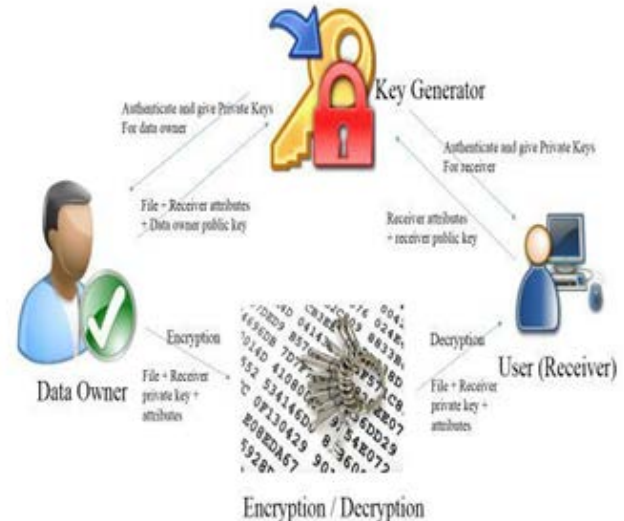 Key Generator
Authenticate and give Private Keys
For data owner
Authenticate and give Private Keys
For receiver
File + Receiver attributes
+ Data owner public key
Receiver attributes
+ receiver public key
Encryption
Decryption
Data Owner
User (Receiver)
File + Receiver
private key +
attributes
File + Receiver
private key +
attributes
Encryption / Decryption